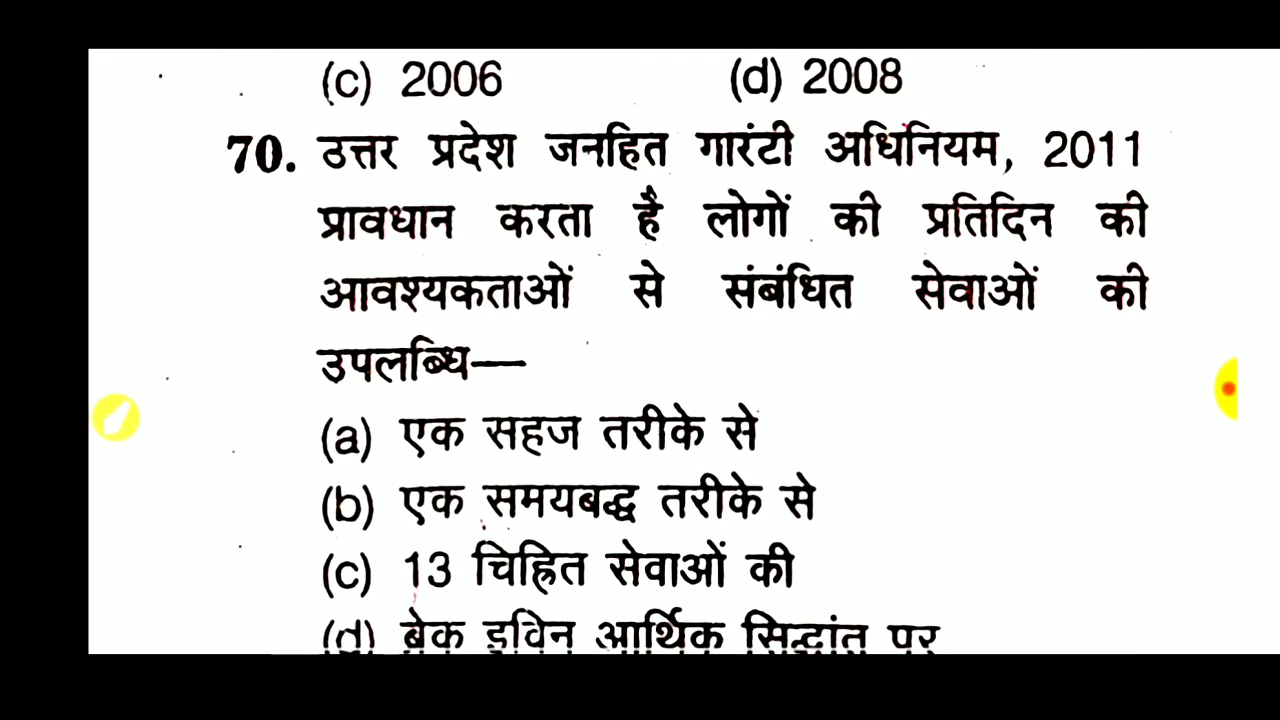 (c) 2006 (d) 2008
70. उत्तर प्रदेश जनहित गारंटी अधिनियम, 2011
प्रावधान करता है लोगों की प्रतिदिन की
आवश्यकताओं से संबंधित सेवाओं की
उपलब्धि—
(a) एक सहज तरीके से
(b) एक समयबद्ध तरीके से
(c) 13 चिह्नित सेवाओं की
(d) ब्रेक इविन आर्थिक सिद्धांत पर